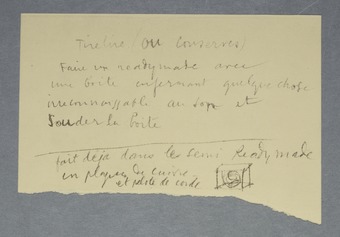 Tirelire (ou Conserves)
Faire un readymade avec
une boîte enfermant quelque chose
irreconnaissable au son et
souder la boîte
fait déjà dans le semi Readymade
en plaques de cuivre
et pelote de corde